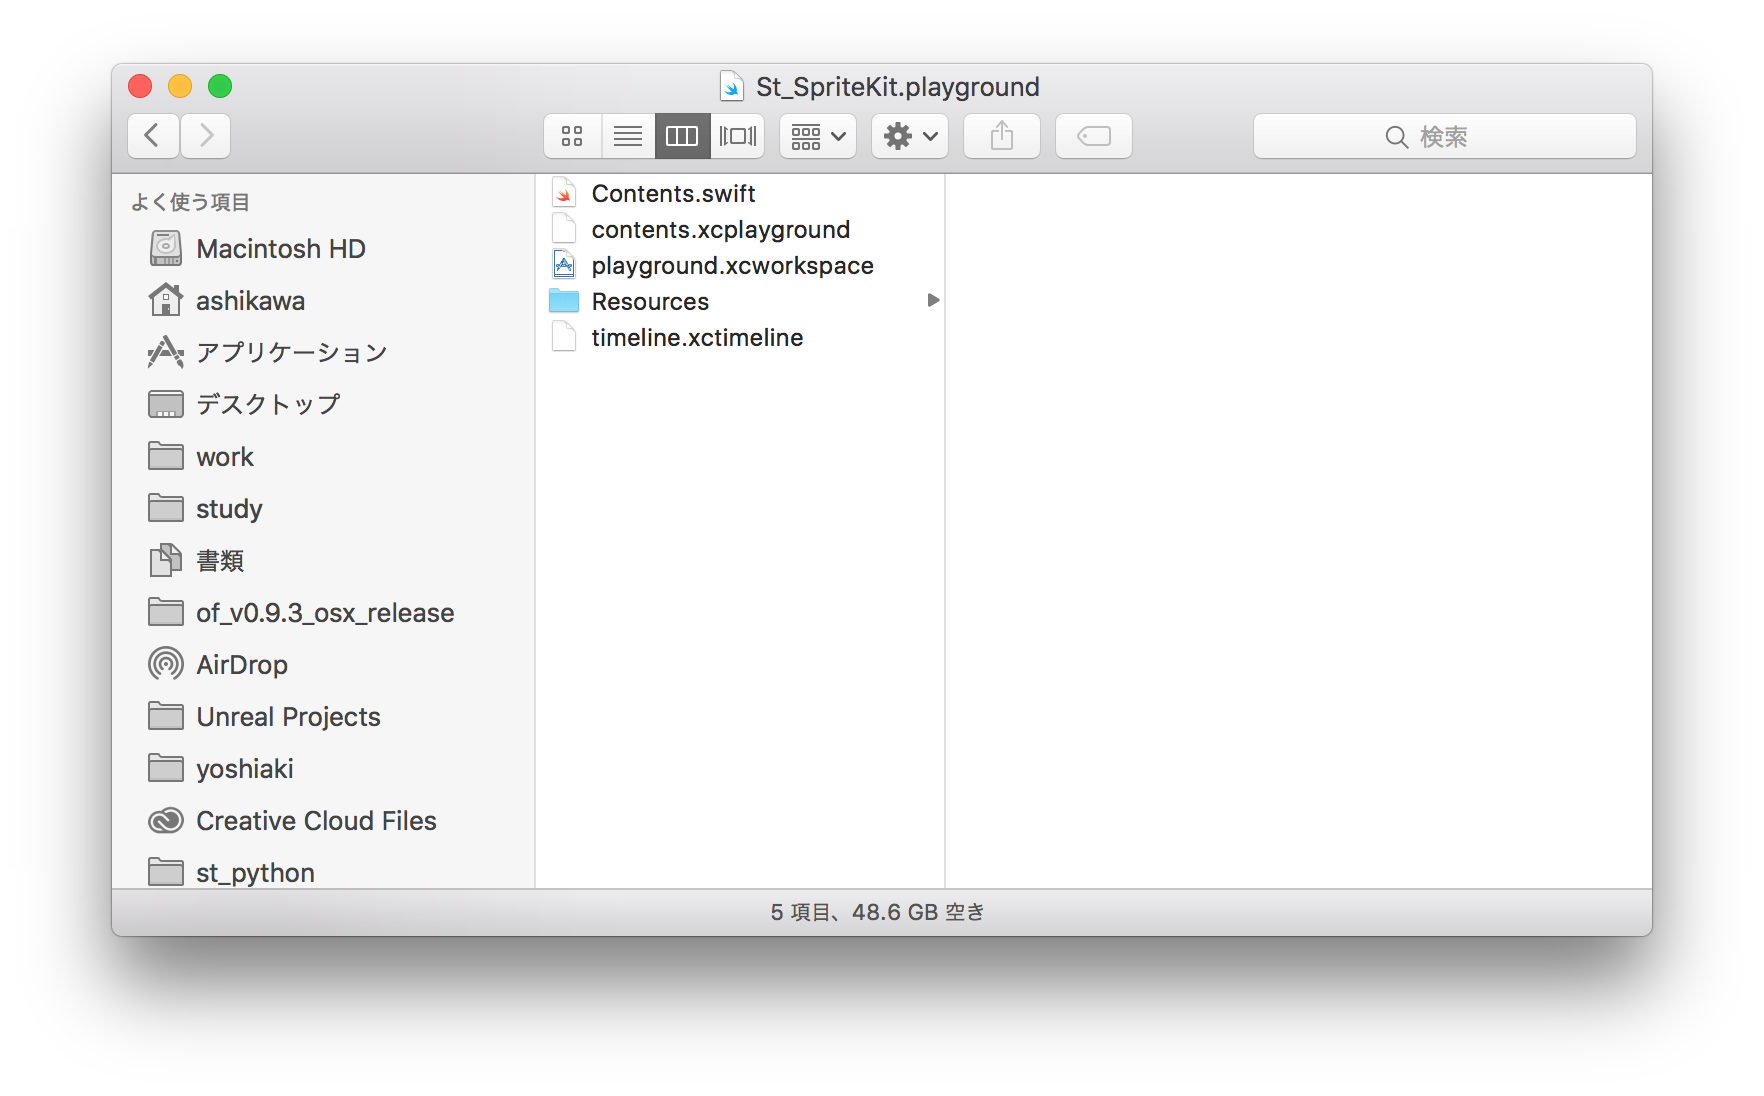 St_SpriteKit.playground
検索
よく使う項目
Macintosh HD
ashikawa
アプリケーション
デスクトップ
work
study
書類
of_v0.9.3_osx_release
AirDrop
Unreal Projects
yoshiaki
Creative Cloud Files
st_python
Contents.swift
contents.xcplayground
playground.xcworkspace
Resources
timeline.xctimeline
5 項目、48.6 GB 空き